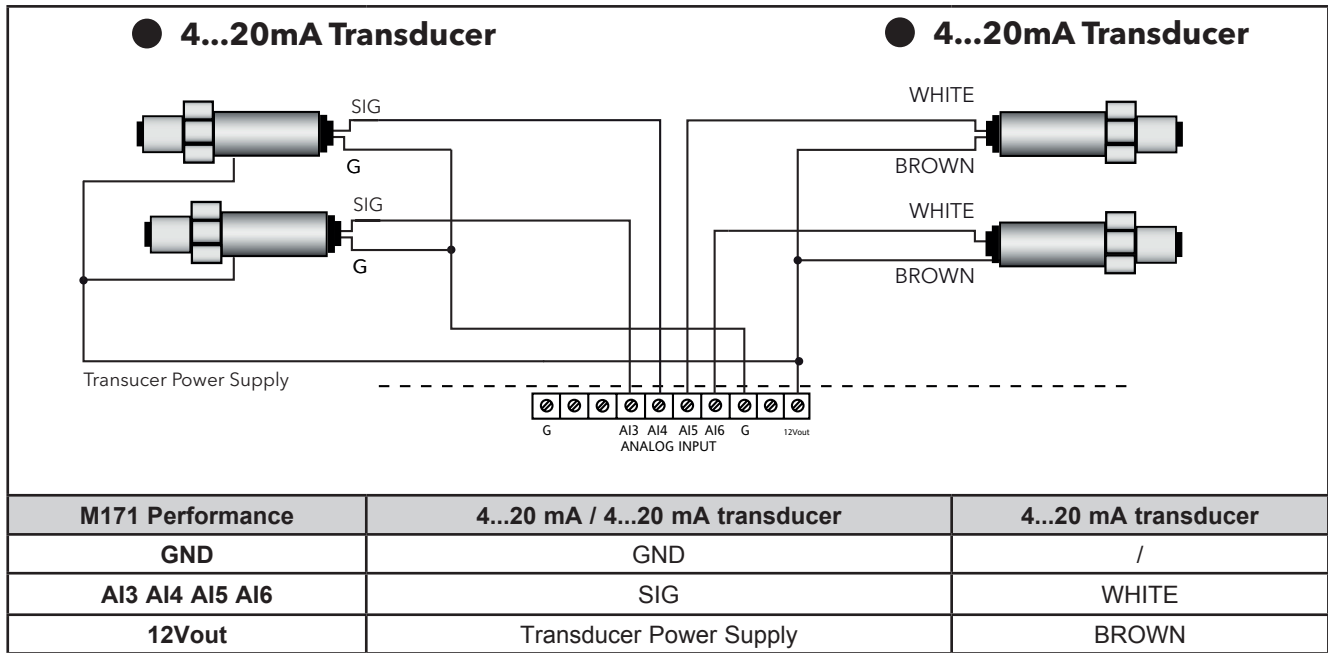 ● 4...20mA Transducer
● 4...20mA Transducer
SIG
G
SIG
G
WHITE
BROWN
WHITE
BROWN
Transucer Power Supply
G AI3 AI4 AI5 AI6 G 12Vout
ANALOG INPUT
M171 Performance 4...20 mA / 4...20 mA transducer 4...20 mA transducer
GND GND /
AI3 AI4 AI5 AI6 SIG WHITE
12Vout Transducer Power Supply BROWN